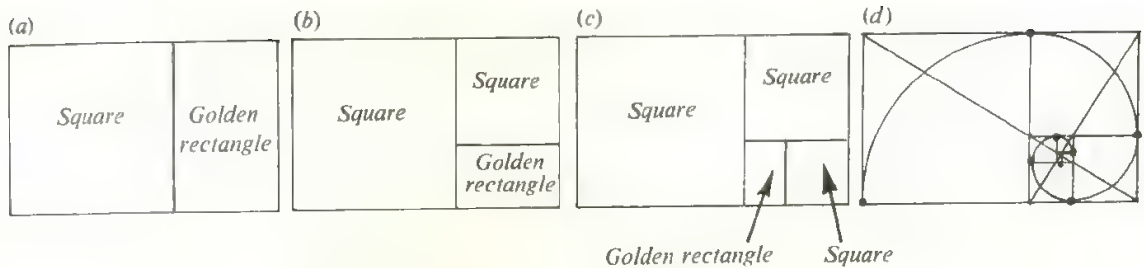 (a) (b) (c) (d)
Square
Golden
rectangle
Square
Square
Golden
rectangle
Square
Square
Golden rectangle Square